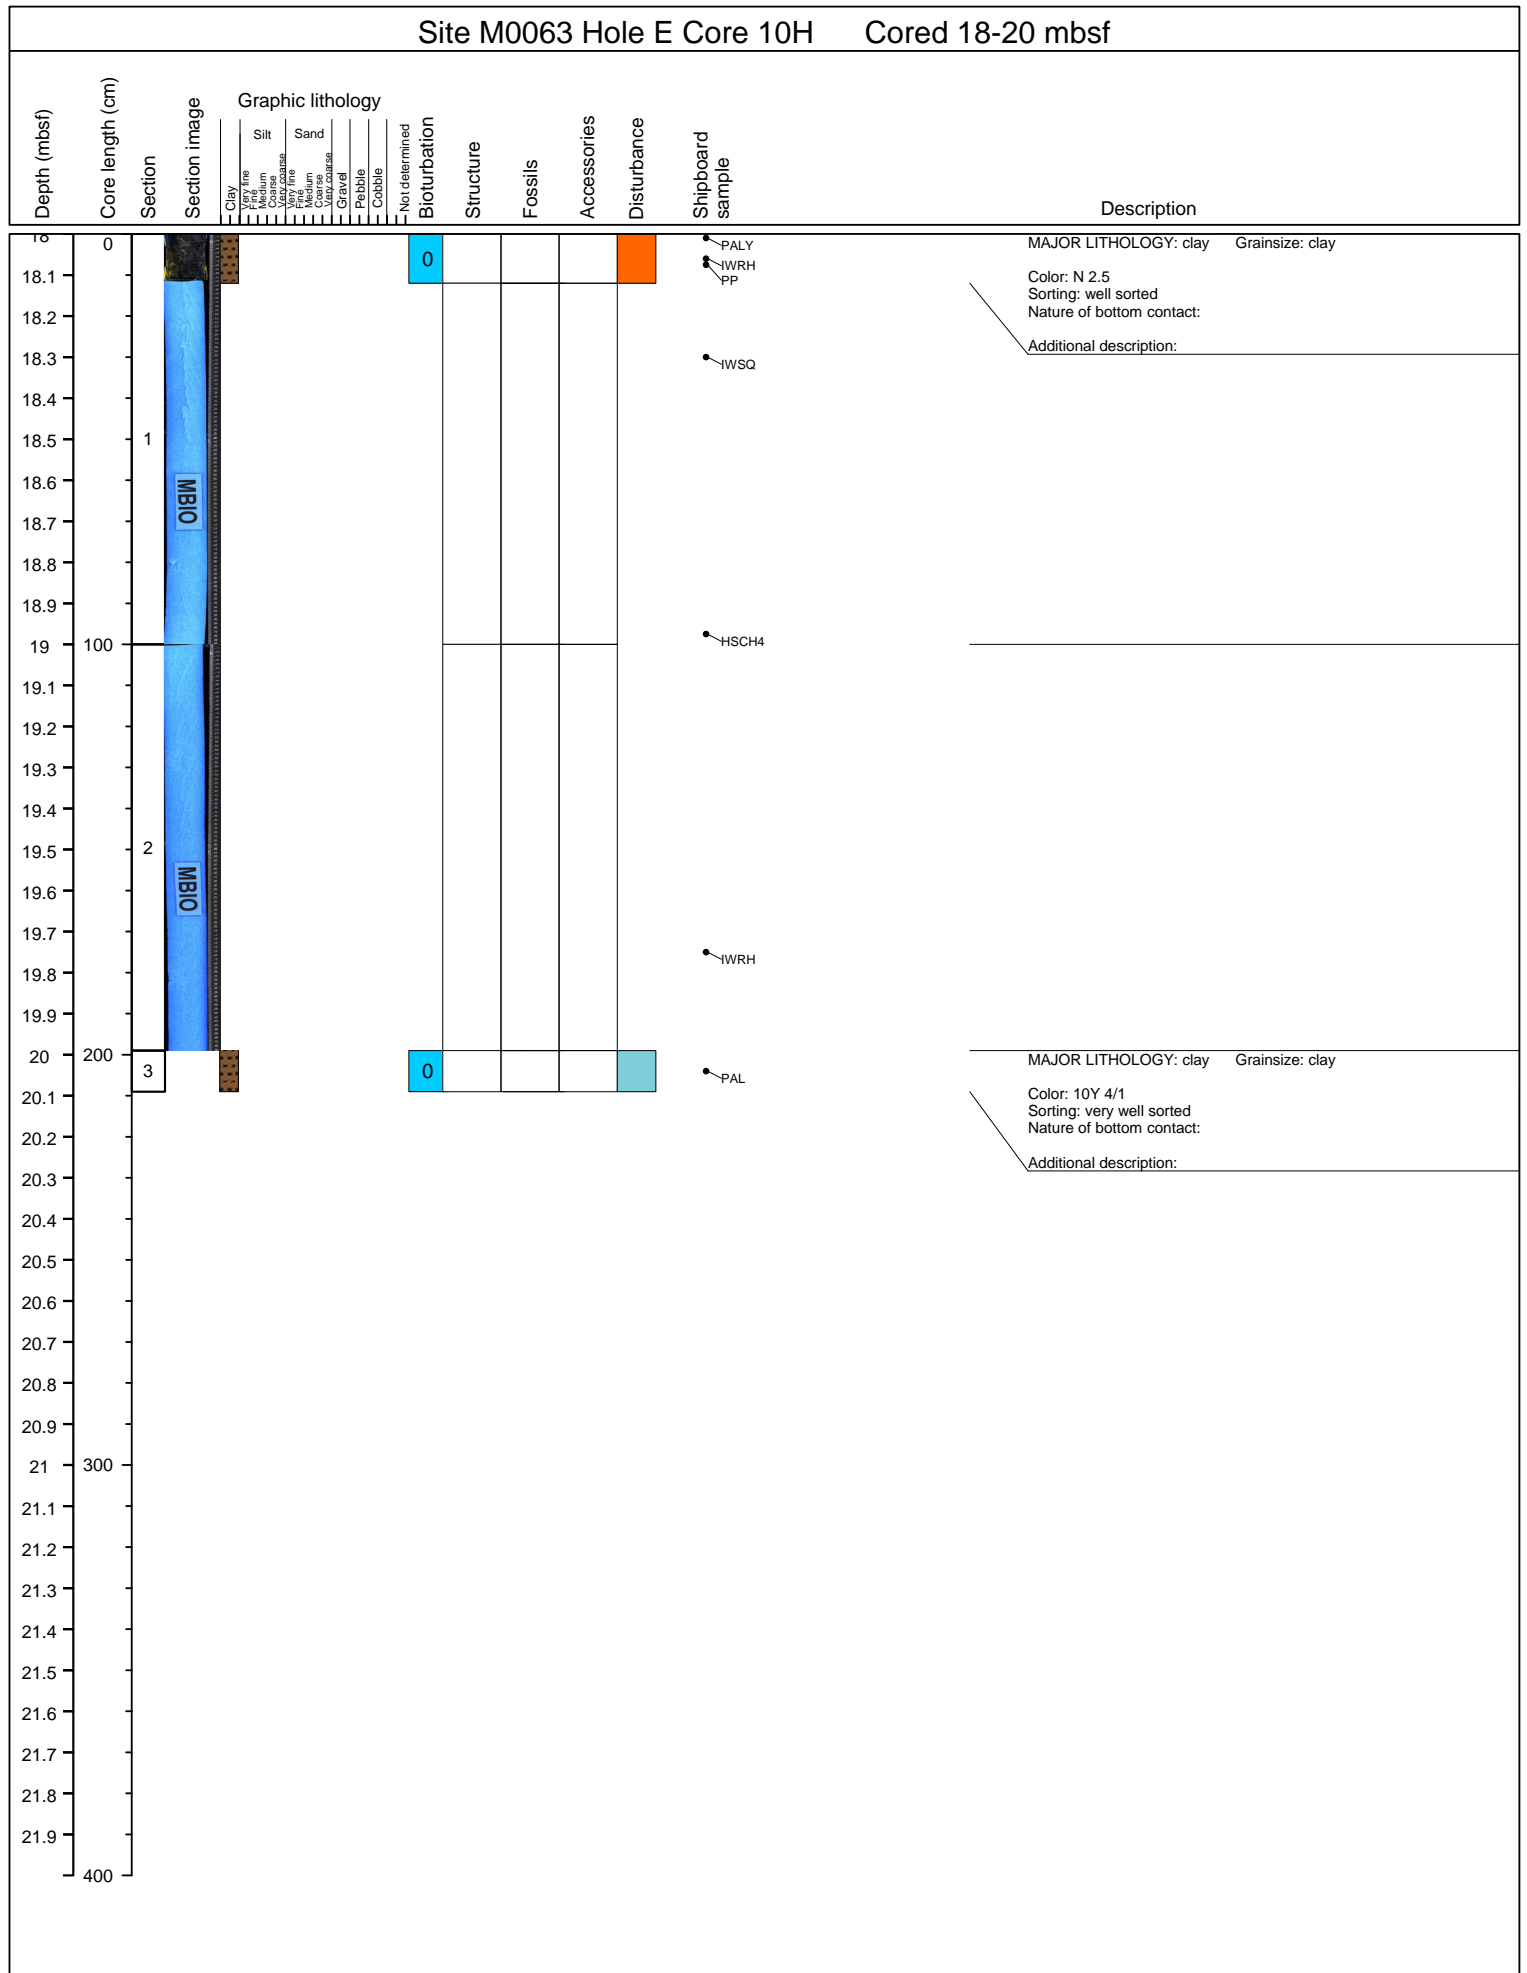 Site M0063 Hole E Core 10H Cored 18-20 mbsf
Depth (mbsf)
Core length (cm)
Section
Section image
Graphic lithology
Clay
Silt
Very fine
Fine
Medium
Coarse
Very coarse
Sand
Very fine
Fine
Medium
Coarse
Very coarse
Gravel
Pebble
Cobble
Not determined
Bioturbation
Structure
Fossils
Accessories
Disturbance
Shipboard
sample
Description
18 0 0 PALY MAJOR LITHOLOGY: clay Grainsize: clay
IWRH
18.1 PP Color: N 2.5
Sorting: well sorted
18.2 Nature of bottom contact:
Additional description:
18.3 IWSQ
18.4
18.5 1
18.6
MBIO
18.7
18.8
18.9
19 100 HSCH4
19.1
19.2
19.3
19.4
19.5 2
19.6
MBIO
19.7
19.8 IWRH
19.9
20 200 MAJOR LITHOLOGY: clay Grainsize: clay
3 0 PAL
20.1 Color: 10Y 4/1
Sorting: very well sorted
20.2 Nature of bottom contact:
Additional description:
20.3
20.4
20.5
20.6
20.7
20.8
20.9
21 300
21.1
21.2
21.3
21.4
21.5
21.6
21.7
21.8
21.9
400